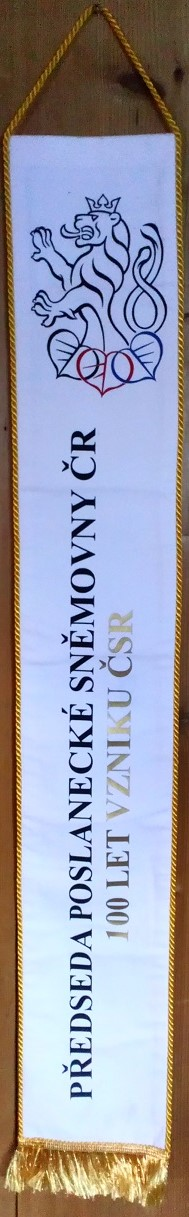 PŘEDSEDA POSLANECKÉ SNĚMOVNY ČR
100 LET VZNIKU ČSR